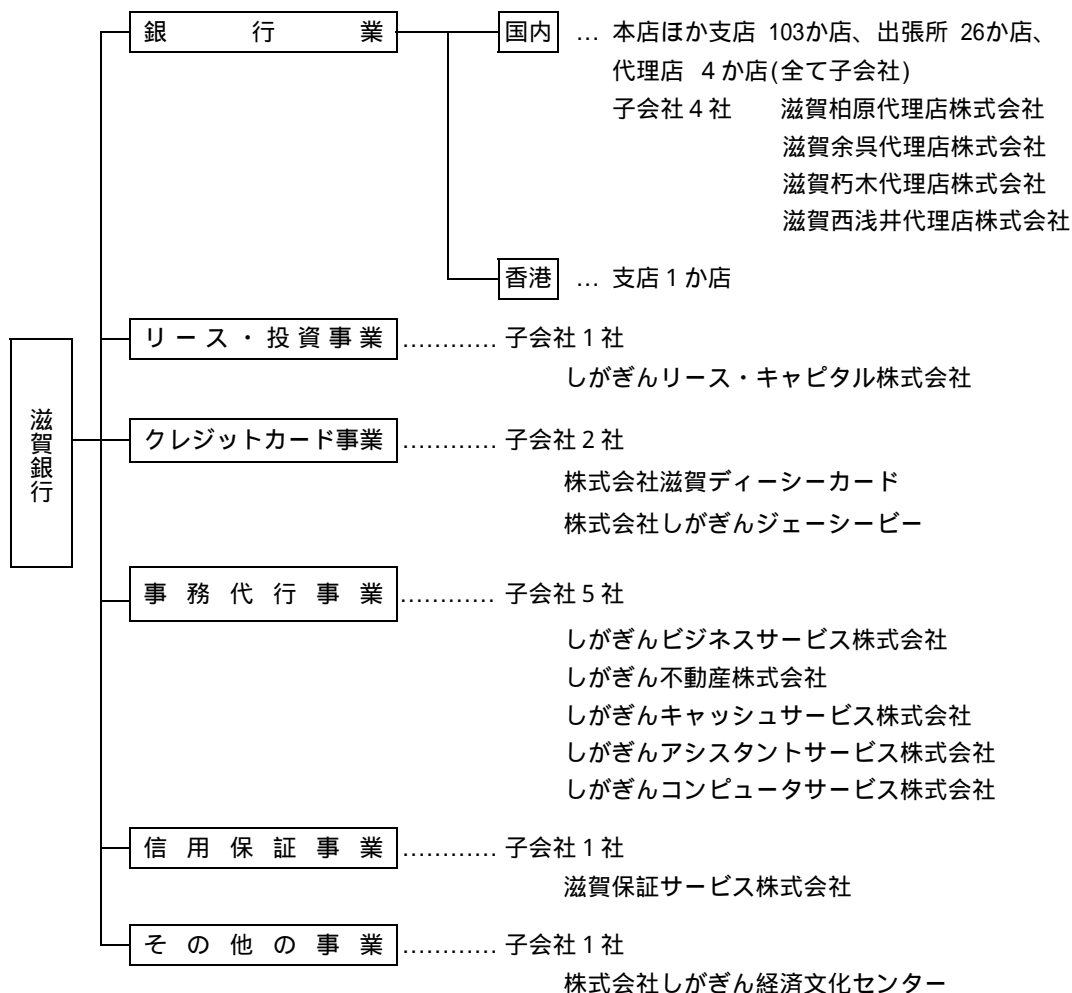 銀行業
国内 … 本店ほか支店 103か店、出張所 26か店、
代理店 4か店(全て子会社)
子会社4社 滋賀柏原代理店株式会社
滋賀余呉代理店株式会社
滋賀朽木代理店株式会社
滋賀西浅井代理店株式会社
香港 … 支店1か店
リース・投資事業 ………… 子会社1社
しがぎんリース・キャピタル株式会社
滋賀銀行
クレジットカード事業 ………… 子会社2社
株式会社滋賀ディーシーカード
株式会社しがぎんジェーシービー
事務代行事業 ………… 子会社5社
しがぎんビジネスサービス株式会社
しがぎん不動産株式会社
しがぎんキャッシュサービス株式会社
しがぎんアシスタントサービス株式会社
しがぎんコンピュータサービス株式会社
信用保証事業 ………… 子会社1社
滋賀保証サービス株式会社
その他の事業 ………… 子会社1社
株式会社しがぎん経済文化センター